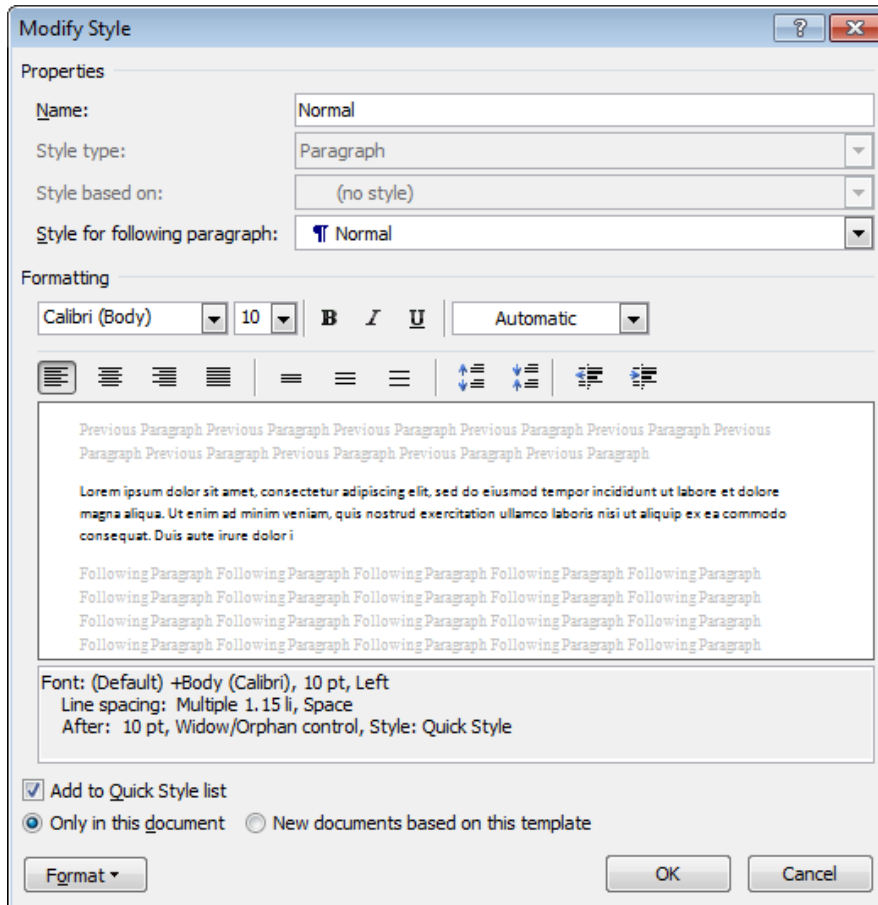 Modify Style
Properties
Name:
Normal
Style type:
Paragraph
Style based on:
(no style)
Style for following paragraph:
¶ Normal
Formatting
Calibri (Body)
10
B
I
U
Automatic
Previous Paragraph Previous Paragraph Previous Paragraph Previous Paragraph Previous Paragraph Previous
Paragraph Previous Paragraph Previous Paragraph Previous Paragraph Previous Paragraph
Lorem ipsum dolor sit amet, consectetur adipiscing elit, sed do eiusmod tempor incididunt ut labore et dolore
magna aliqua. Ut enim ad minim veniam, quis nostrud exercitation ullamco laboris nisi ut aliquip ex ea commodo
consequat. Duis aute irure dolor i
Following Paragraph Following Paragraph Following Paragraph Following Paragraph Following Paragraph
Following Paragraph Following Paragraph Following Paragraph Following Paragraph Following Paragraph
Following Paragraph Following Paragraph Following Paragraph Following Paragraph Following Paragraph
Following Paragraph Following Paragraph Following Paragraph Following Paragraph Following Paragraph
Font: (Default) +Body (Calibri), 10 pt, Left
Line spacing: Multiple 1.15 li, Space
After: 10 pt, Widow/Orphan control, Style: Quick Style
Add to Quick Style list
Only in this document
New documents based on this template
Format
OK
Cancel